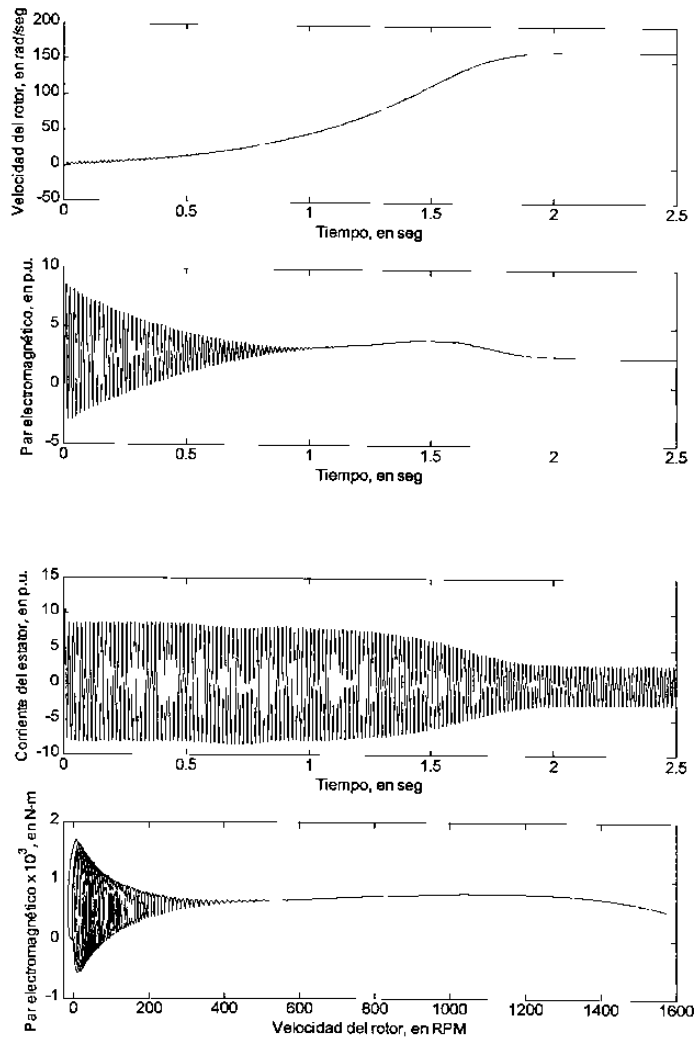 Velocidad del rotor, en rad/seg
200
150
100
50
0
-50
0 0.5 1 1.5 2 2.5
Tiempo, en seg
Par electromagnético, en p.u.
10
5
0
-5
0 0.5 1 1.5 2 2.5
Tiempo, en seg
Corriente del estator, en p.u.
15
10
5
0
-5
-10
0 0.5 1 1.5 2 2.5
Tiempo, en seg
Par electromagnético x 10³, en N-m
2
1
0
-1
0 200 400 600 800 1000 1200 1400 1600
Velocidad del rotor, en RPM